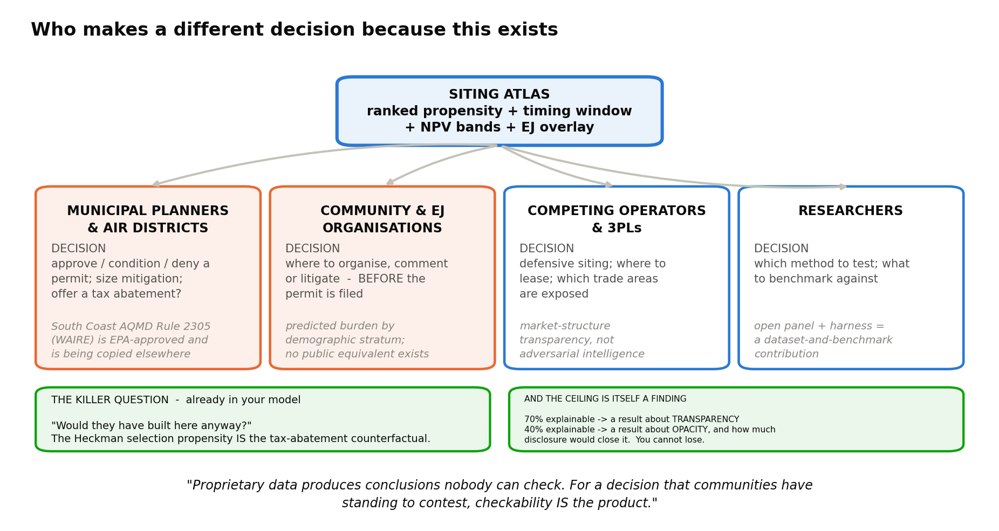 Who makes a different decision because this exists
SITING ATLAS
ranked propensity + timing window
+ NPV bands + EJ overlay
MUNICIPAL PLANNERS
& AIR DISTRICTS
DECISION
approve / condition / deny a
permit; size mitigation;
offer a tax abatement?
South Coast AQMD Rule 2305
(WAIRE) is EPA-approved and
is being copied elsewhere
COMMUNITY & EJ
ORGANISATIONS
DECISION
where to organise, comment
or litigate  -  BEFORE the
permit is filed
predicted burden by
demographic stratum;
no public equivalent exists
COMPETING OPERATORS
& 3PLs
DECISION
defensive siting; where to
lease; which trade areas
are exposed
market-structure
transparency, not
adversarial intelligence
RESEARCHERS
DECISION
which method to test; what
to benchmark against
open panel + harness =
a dataset-and-benchmark
contribution
THE KILLER QUESTION  -  already in your model
"Would they have built here anyway?"
The Heckman selection propensity IS the tax-abatement counterfactual.
AND THE CEILING IS ITSELF A FINDING
70% explainable -> a result about TRANSPARENCY
40% explainable -> a result about OPACITY, and how much
disclosure would close it.  You cannot lose.
"Proprietary data produces conclusions nobody can check. For a decision that communities have
standing to contest, checkability IS the product."